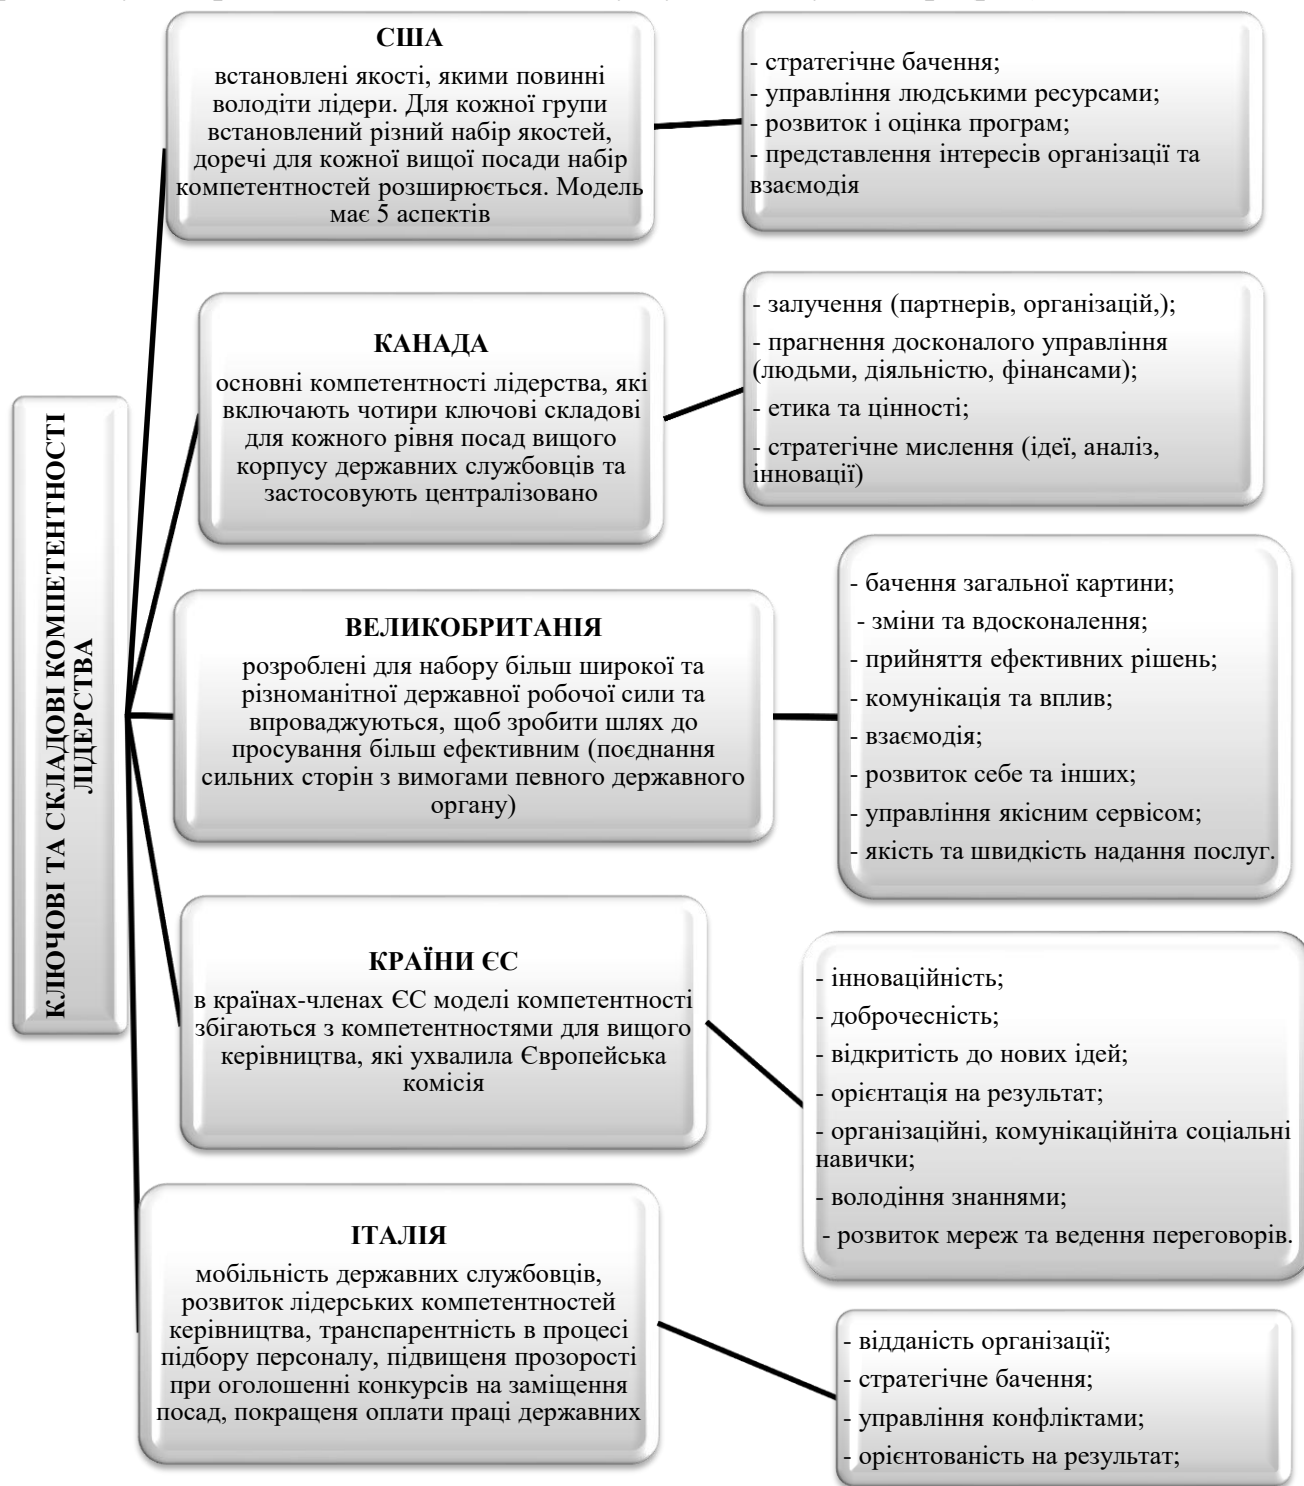 КЛЮЧОВІ ТА СКЛАДОВІ КОМПЕТЕНТНОСТІ
ЛІДЕРСТВА
США
встановлені якості, якими повинні
володіти лідери. Для кожної групи
встановлений різний набір якостей,
доречі для кожної вищої посади набір
компетентностей розширюється. Модель
має 5 аспектів
- стратегічне бачення;
- управління людськими ресурсами;
- розвиток і оцінка програм;
- представлення інтересів організації та
взаємодія
КАНАДА
основні компетентності лідерства, які
включають чотири ключові складові
для кожного рівня посад вищого
корпусу державних службовців та
застосовують централізовано
- залучення (партнерів, організацій,);
- прагнення досконалого управління
(людьми, діяльністю, фінансами);
- етика та цінності;
- стратегічне мислення (ідеї, аналіз,
інновації)
ВЕЛИКОБРИТАНІЯ
розроблені для набору більш широкої та
різноманітної державної робочої сили та
впроваджуються, щоб зробити шлях до
просування більш ефективним (поєднання
сильних сторін з вимогами певного державного
органу)
- бачення загальної картини;
- зміни та вдосконалення;
- прийняття ефективних рішень;
- комунікація та вплив;
- взаємодія;
- розвиток себе та інших;
- управління якісним сервісом;
- якість та швидкість надання послуг.
КРАЇНИ ЄС
в країнах-членах ЄС моделі компетентності
збігаються з компетентностями для вищого
керівництва, які ухвалила Європейська
комісія
- інноваційність;
- доброчесність;
- відкритість до нових ідей;
- орієнтація на результат;
- організаційні, комунікаційніта соціальні
навички;
- володіння знаннями;
- розвиток мереж та ведення переговорів.
ІТАЛІЯ
мобільність державних службовців,
розвиток лідерських компетентностей
керівництва, транспарентність в процесі
підбору персоналу, підвищеня прозорості
при оголошенні конкурсів на заміщення
посад, покращеня оплати праці державних
- відданість організації;
- стратегічне бачення;
- управління конфліктами;
- орієнтованість на результат;